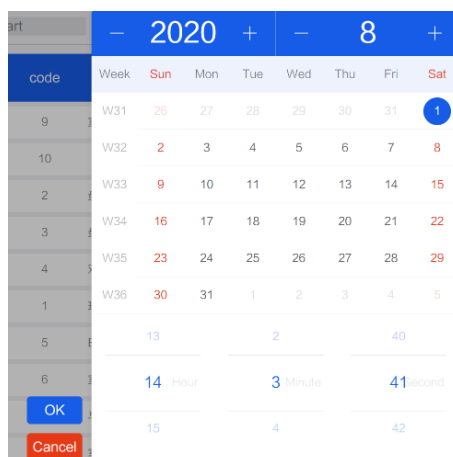 art
— 2020 + — 8 +
code
Week Sun Mon Tue Wed Thu Fri Sat
W31 26 27 28 29 30 31 1
9
W32 2 3 4 5 6 7 8
10
W33 9 10 11 12 13 14 15
2
W34 16 17 18 19 20 21 22
3
W35 23 24 25 26 27 28 29
4
W36 30 31 1 2 3 4 5
1
13 2 40
5
14 Hour 3 Minute 41 Second
6
OK
15 4 42
Cancel